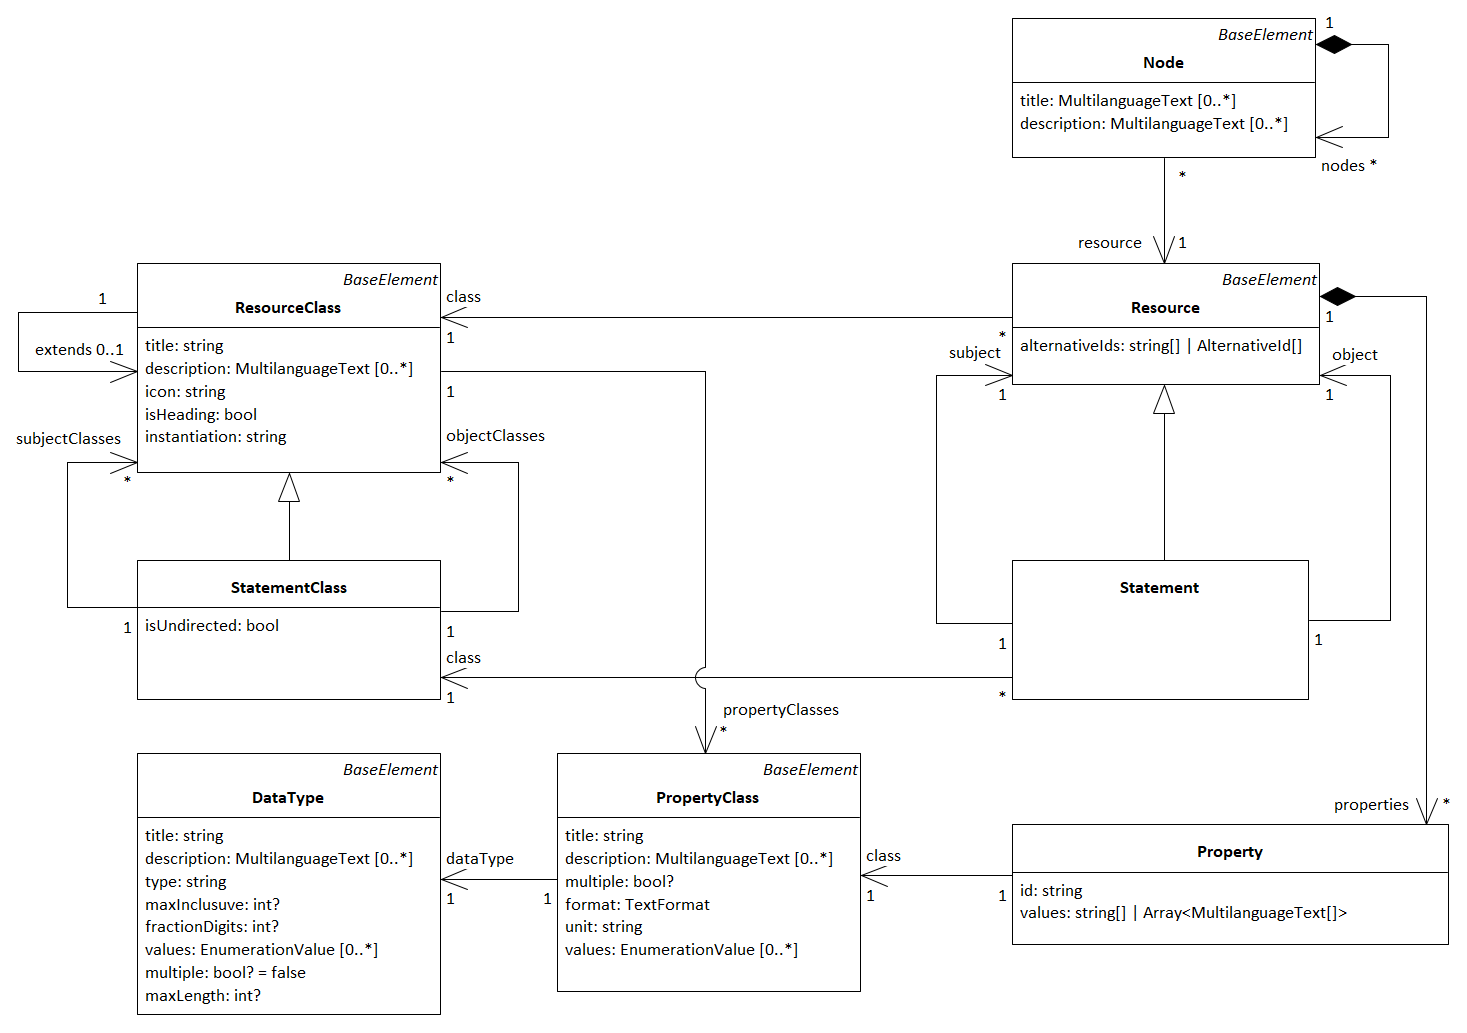 1
BaseElement
Node
title: MultilanguageText [0..*]
description: MultilanguageText [0..*]
nodes *
*
resource
1
BaseElement
ResourceClass
title: string
description: MultilanguageText [0..*]
icon: string
isHeading: bool
instantiation: string
1
extends 0..1
class
1
*
BaseElement
Resource
alternativeIds: string[] | AlternativeId[]
1
subject
1
object
1
1
subjectClasses
*
objectClasses
*
StatementClass
isUndirected: bool
1
1
class
1
Statement
1
1
*
propertyClasses
*
BaseElement
DataType
title: string
description: MultilanguageText [0..*]
type: string
maxInclusuve: int?
fractionDigits: int?
values: EnumerationValue [0..*]
multiple: bool? = false
maxLength: int?
dataType
1
1
BaseElement
PropertyClass
title: string
description: MultilanguageText [0..*]
multiple: bool?
format: TextFormat
unit: string
values: EnumerationValue [0..*]
class
1
1
properties
*
Property
id: string
values: string[] | Array<MultilanguageText[]>